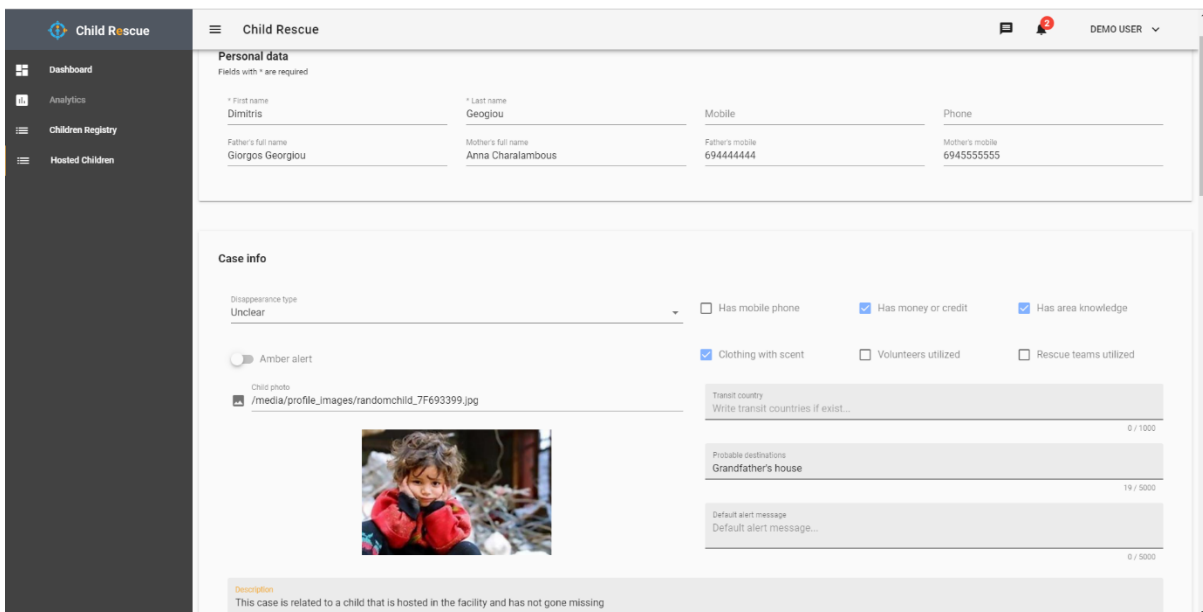 Child Rescue
Child Rescue
2
DEMO USER
Dashboard
Analytics
Children Registry
Hosted Children
Personal data
Fields with * are required
* First name
Dimitris
* Last name
Geogiou
Mobile
Phone
Father's full name
Giorgos Georgiou
Mother's full name
Anna Charalambous
Father's mobile
694444444
Mother's mobile
6945555555
Case info
Disappearance type
Unclear
Has mobile phone
Has money or credit
Has area knowledge
Amber alert
Clothing with scent
Volunteers utilized
Rescue teams utilized
Child photo
/media/profile_images/randomchild_7F693399.jpg
Transit country
Write transit countries if exist...
0 / 1000
Probable destinations
Grandfather's house
19 / 5000
Default alert message
Default alert message...
0 / 5000
Description
This case is related to a child that is hosted in the facility and has not gone missing